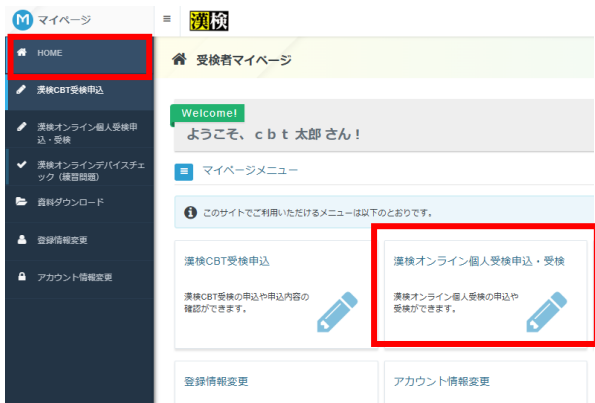 M マイページ
漢検
HOME
漢検CBT受検申込
漢検オンライン個人受検申
込・受検
漢検オンラインデバイスチェ
ック（練習問題）
資料ダウンロード
登録情報変更
アカウント情報変更
受検者マイページ
Welcome!
ようこそ、ｃｂｔ 太郎 さん！
マイページメニュー
このサイトでご利用いただけるメニューは以下のとおりです。
漢検CBT受検申込
漢検CBT受検の申込や申込内容の
確認ができます。
漢検オンライン個人受検申込・受検
漢検オンライン個人受検の申込や
受検ができます。
登録情報変更
アカウント情報変更